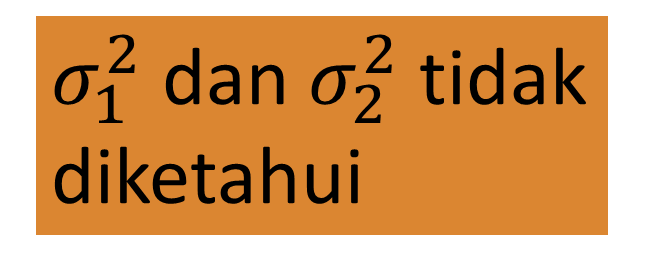 σ₁² dan σ₂² tidak
diketahui